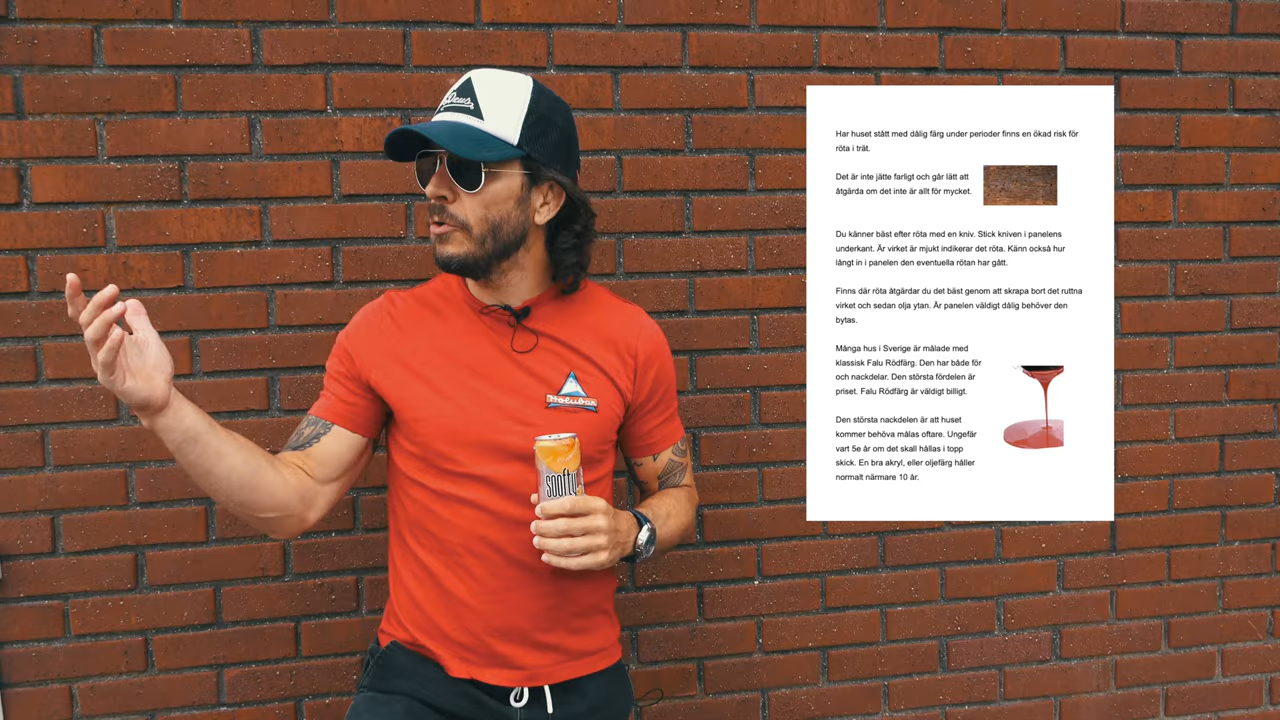 Deus
Holubar
soofty
Har huset stått med dålig färg under perioder finns en ökad risk för
röta i trät.
Det är inte jätte farligt och går lätt att
åtgärda om det inte är allt för mycket.
Du känner bäst efter röta med en kniv. Stick kniven i panelens
underkant. Är virket är mjukt indikerar det röta. Känn också hur
långt in i panelen den eventuella rötan har gått.
Finns där röta åtgärdar du det bäst genom att skrapa bort det ruttna
virket och sedan olja ytan. Är panelen väldigt dålig behöver den
bytas.
Många hus i Sverige är målade med
klassisk Falu Rödfärg. Den har både för
och nackdelar. Den största fördelen är
priset. Falu Rödfärg är väldigt billigt.
Den största nackdelen är att huset
kommer behöva målas oftare. Ungefär
vart 5e år om det skall hållas i topp
skick. En bra akryl, eller oljefärg håller
normalt närmare 10 år.